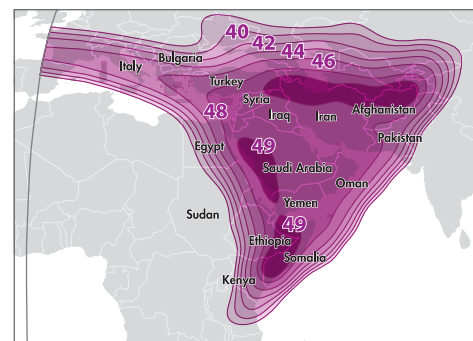 40
42
44
46
Italy
Bulgaria
Turkey
Syria
48
Iraq
Iran
Afghanistan
Egypt
49
Pakistan
Saudi Arabia
Oman
Yemen
Sudan
49
Ethiopia
Somalia
Kenya